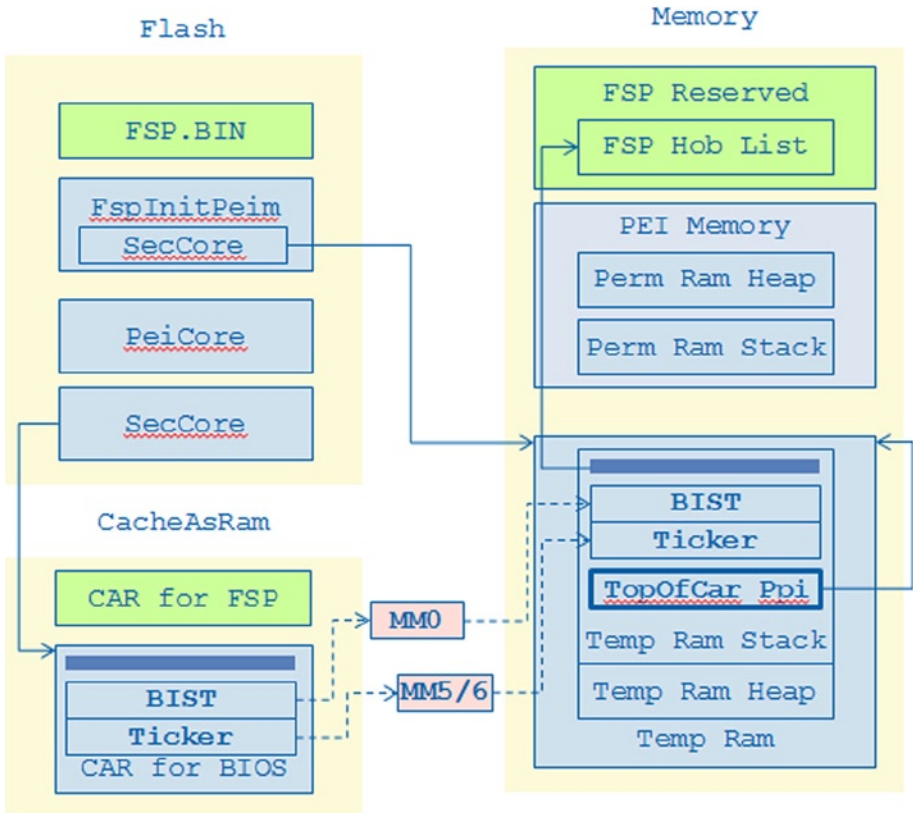 Flash
FSP.BIN
FspInitPeim
SecCore
PeiCore
SecCore
CacheAsRam
CAR for FSP
BIST
Ticker
CAR for BIOS
MM0
MM5/6
Memory
FSP Reserved
FSP Hob List
PEI Memory
Perm Ram Heap
Perm Ram Stack
BIST
Ticker
TopOfCar Ppi
Temp Ram Stack
Temp Ram Heap
Temp Ram